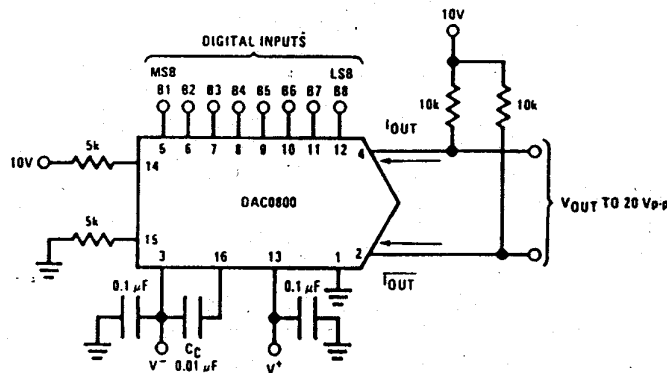 DIGITAL INPUTS
MSB LSB
B1 B2 B3 B4 B5 B6 B7 B8
5 6 7 8 9 10 11 12
10V
10k 10k
IOUT
4
10V 5k 14
DAC0800
VOUT TO 20 Vp-p
5k 15
3 16 13 1 2
IOUT
0.1 µF
CC
0.01 µF
0.1 µF
V- V+